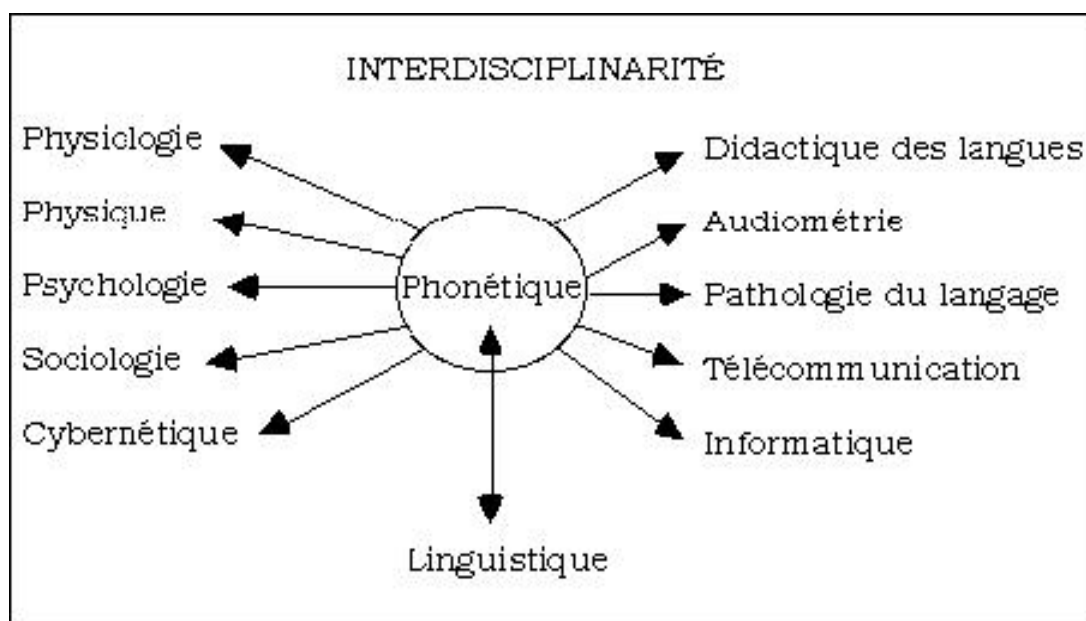 INTERDISCIPLINARITÉ
Physiologie
Physique
Psychologie
Sociologie
Cybernétique
Phonétique
Didactique des langues
Audiométrie
Pathologie du langage
Télécommunication
Informatique
Linguistique